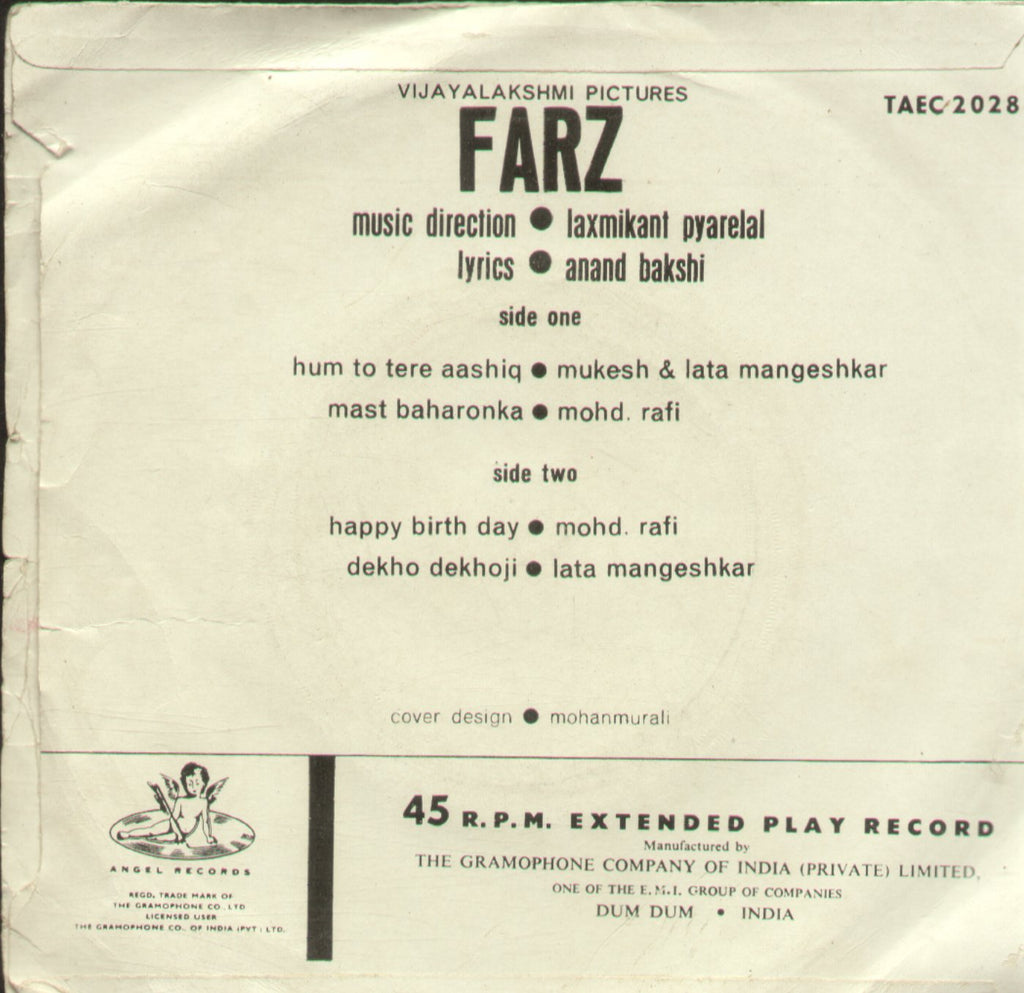 VIJAYALAKSHMI PICTURES
TAEC 2028
FARZ
music direction ● laxmikant pyarelal
lyrics ● anand bakshi
side one
hum to tere aashiq ● mukesh & lata mangeshkar
mast baharonka ● mohd. rafi
side two
happy birth day ● mohd. rafi
dekho dekhoji ● lata mangeshkar
cover design ● mohanmurali
ANGEL RECORDS
REGD. TRADE MARK OF
THE GRAMOPHONE CO. LTD
LICENSED USER
THE GRAMOPHONE CO. OF INDIA (PVT) LTD.
45 R.P.M. EXTENDED PLAY RECORD
Manufactured by
THE GRAMOPHONE COMPANY OF INDIA (PRIVATE) LIMITED,
ONE OF THE E.M.I. GROUP OF COMPANIES
DUM DUM • INDIA